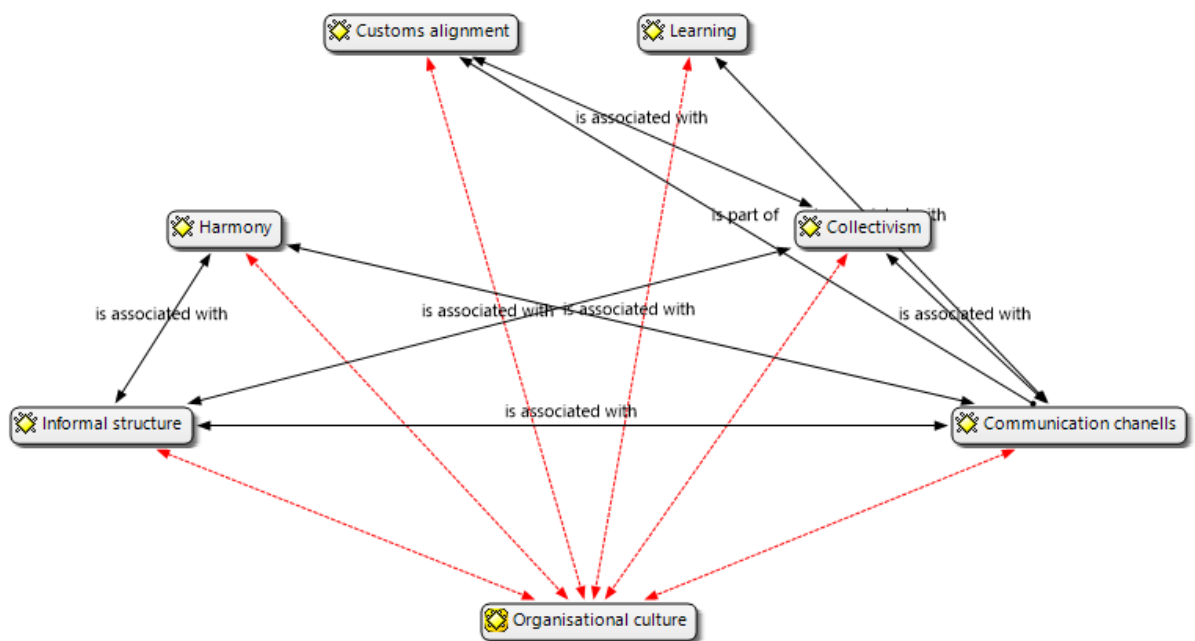 Customs alignment
Learning
is associated with
is part of
with
Harmony
Collectivism
is associated with
is associated with
is associated with
is associated with
is associated with
Informal structure
Communication chanells
Organisational culture